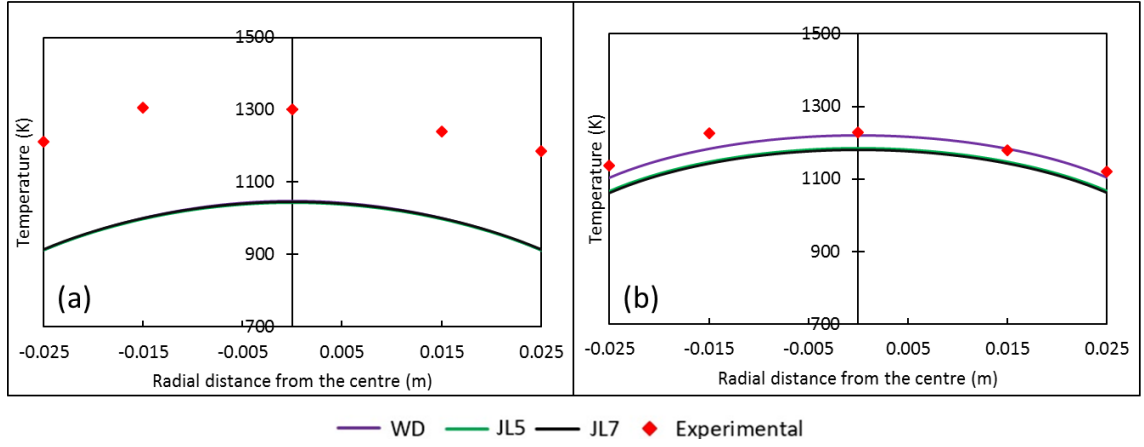 1500
1300
1100
900
700
Temperature (K)
(a)
-0.025 -0.015 -0.005 0.005 0.015 0.025
Radial distance from the centre (m)
1500
1300
1100
900
700
Temperature (K)
(b)
-0.025 -0.015 -0.005 0.005 0.015 0.025
Radial distance from the centre (m)
WD JL5 JL7 Experimental